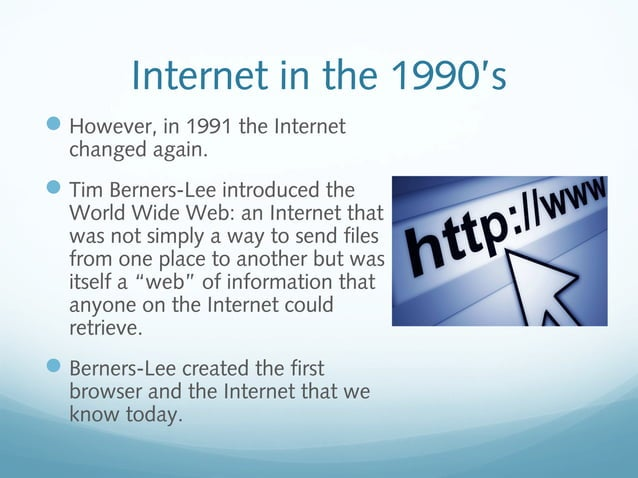 Internet in the 1990's
However, in 1991 the Internet
changed again.
Tim Berners-Lee introduced the
World Wide Web: an Internet that
was not simply a way to send files
from one place to another but was
itself a “web” of information that
anyone on the Internet could
retrieve.
Berners-Lee created the first
browser and the Internet that we
know today.
http://www